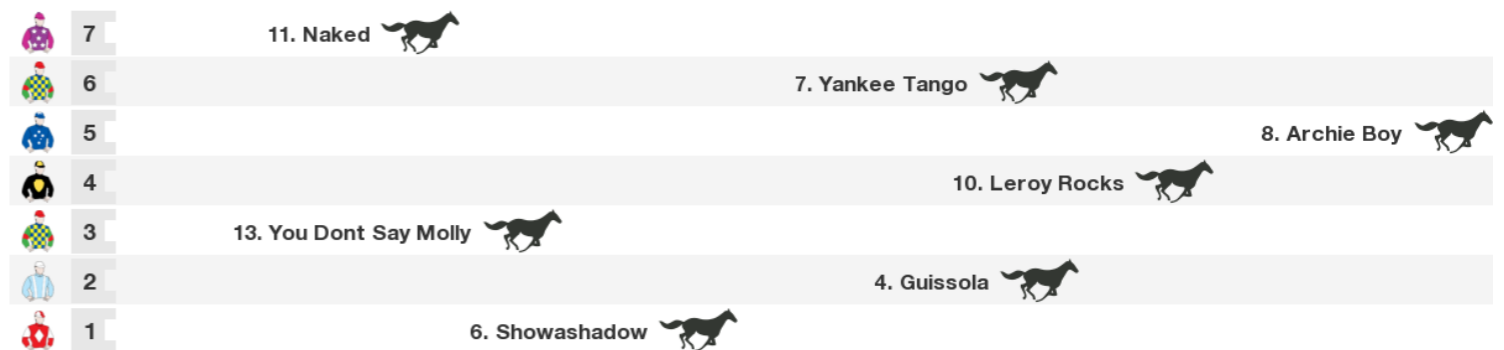 7 11. Naked
6 7. Yankee Tango
5 8. Archie Boy
4 10. Leroy Rocks
3 13. You Dont Say Molly
2 4. Guissola
1 6. Showashadow